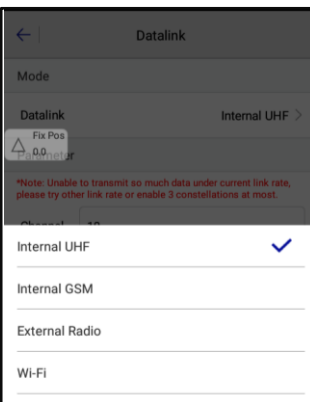 Datalink
Mode
Datalink Internal UHF
Fix Pos
0.0
Parameter
*Note: Unable to transmit so much data under current link rate,
please try other link rate or enable 3 constellations at most.
Channel 10
Internal UHF
Internal GSM
External Radio
Wi-Fi